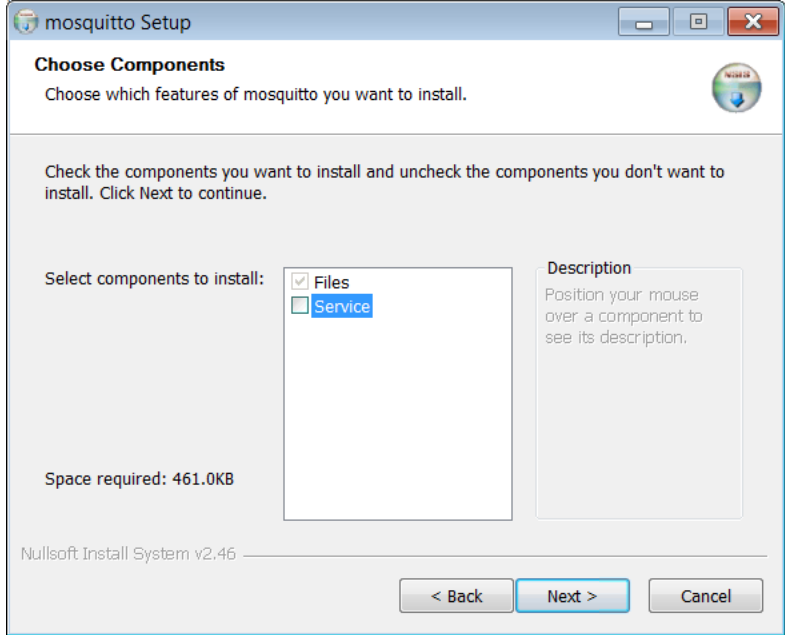 mosquitto Setup
Choose Components
Choose which features of mosquitto you want to install.
Check the components you want to install and uncheck the components you don't want to
install. Click Next to continue.
Select components to install:
Files
Service
Description
Position your mouse
over a component to
see its description.
Space required: 461.0KB
Nullsoft Install System v2.46
< Back
Next >
Cancel